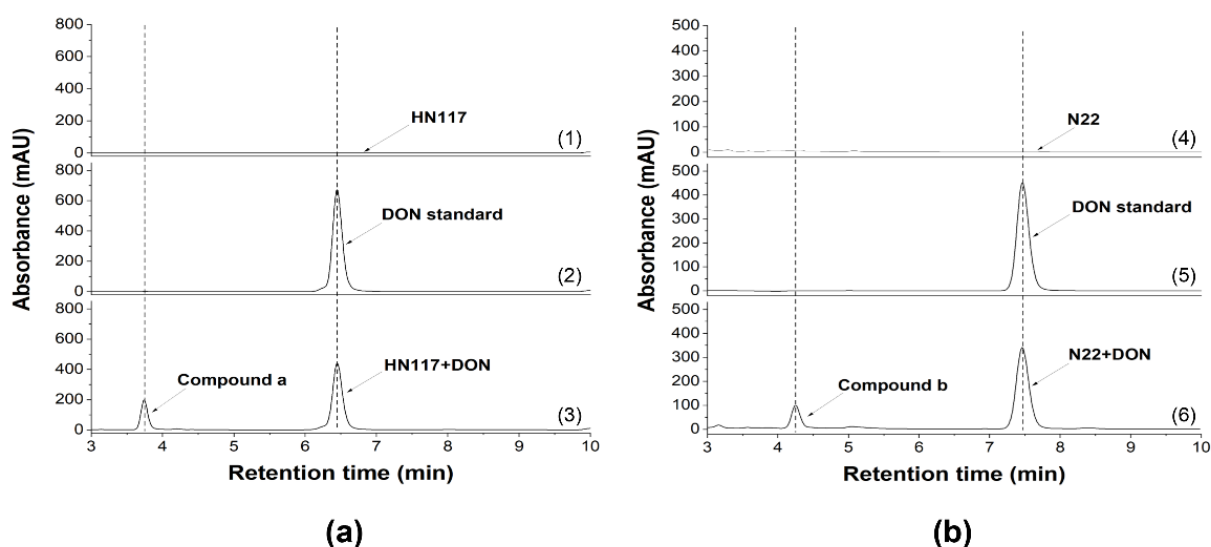 800
600
400
200
0
HN117
(1)
800
600
400
200
0
DON standard
(2)
800
600
400
200
0
Compound a
HN117+DON
(3)
3 4 5 6 7 8 9 10
Absorbance (mAU)
Retention time (min)
(a)
500
400
300
200
100
0
N22
(4)
500
400
300
200
100
0
DON standard
(5)
500
400
300
200
100
0
Compound b
N22+DON
(6)
3 4 5 6 7 8 9 10
Absorbance (mAU)
Retention time (min)
(b)